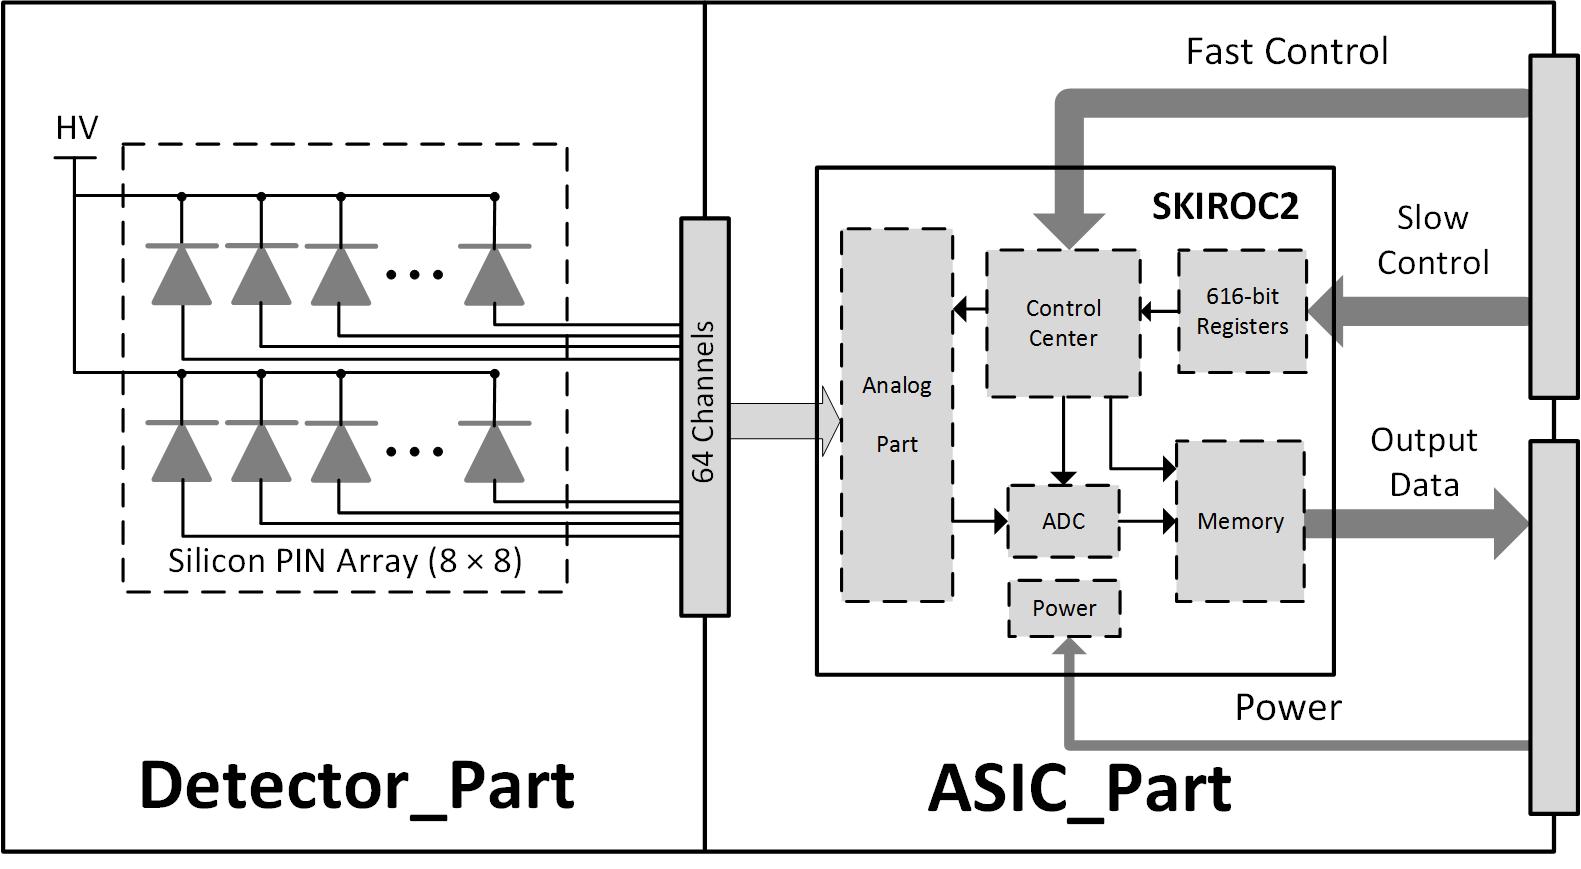 Fast Control
HV
SKIROC2
Slow
Control
616-bit
Registers
Control
Center
64 Channels
Analog
Part
Output
Data
ADC
Memory
Silicon PIN Array (8 × 8)
Power
Power
Detector_Part
ASIC_Part